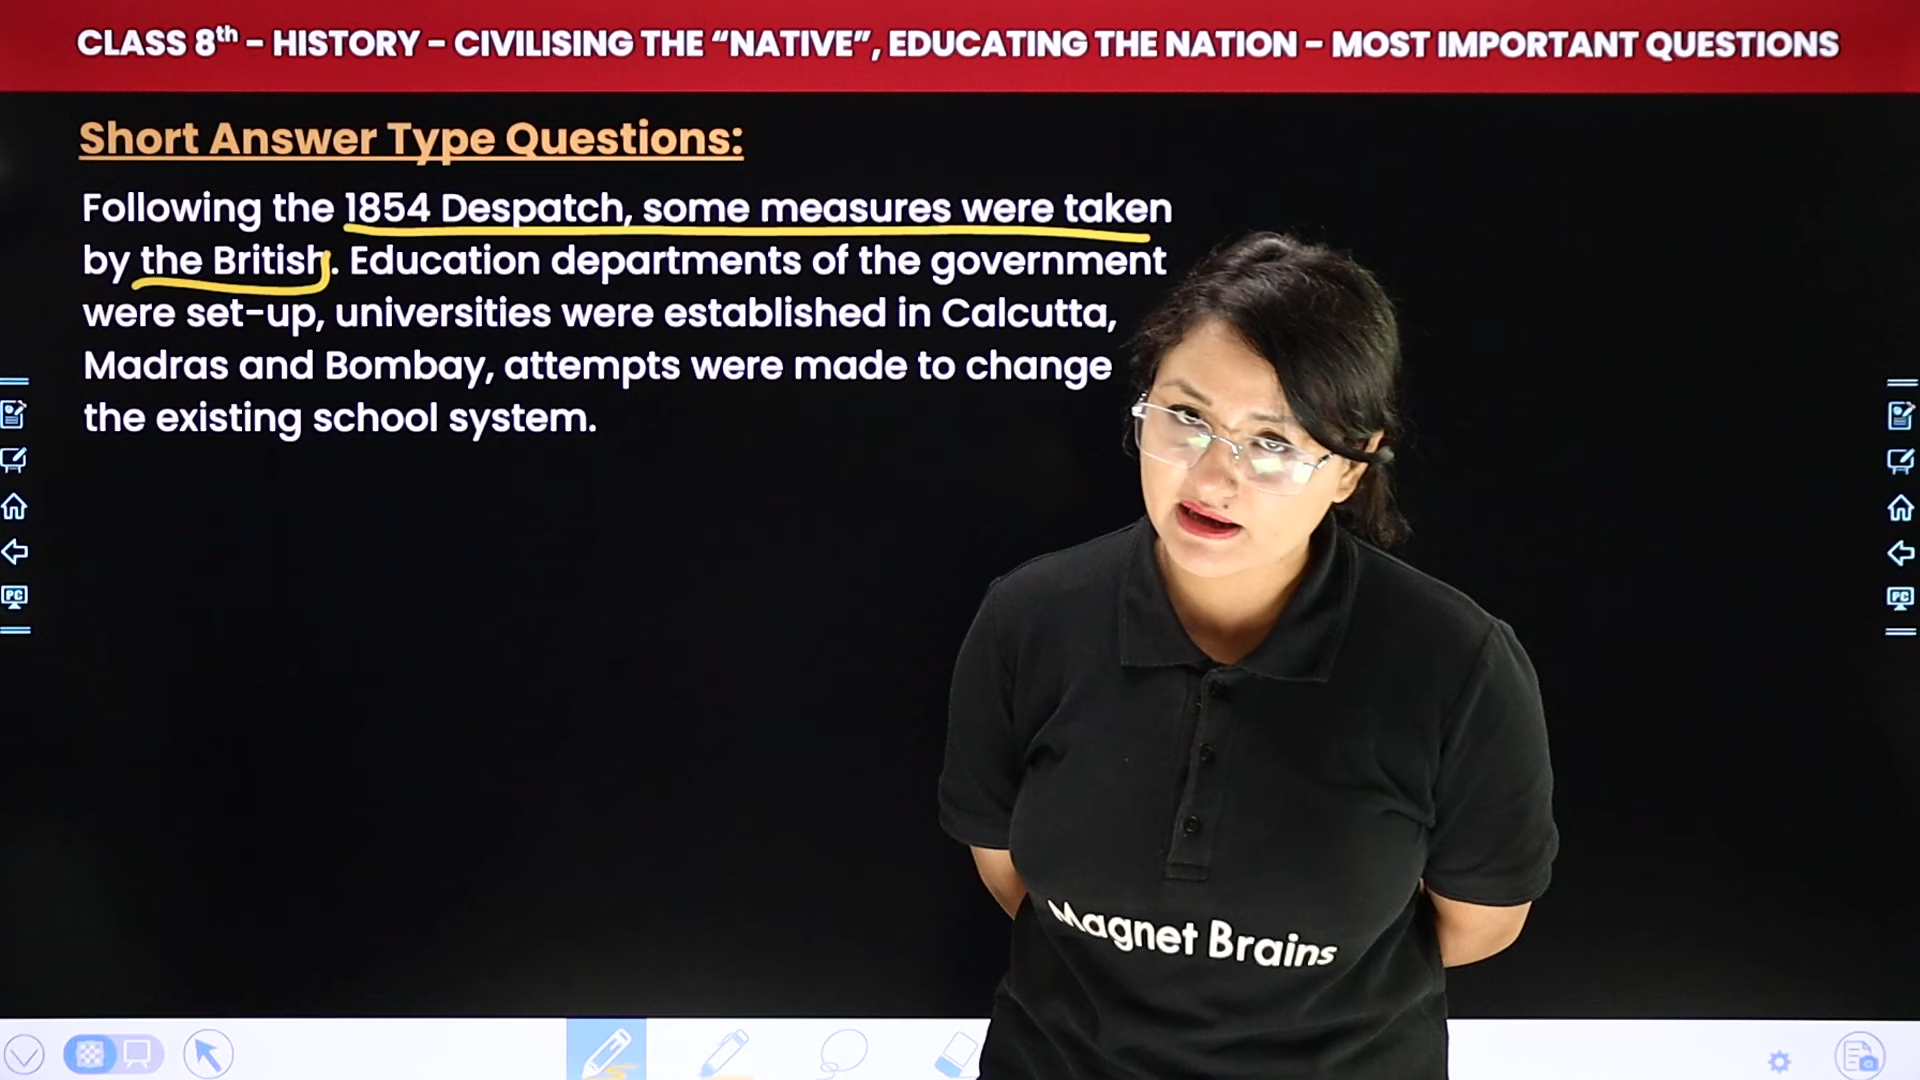 CLASS 8th - HISTORY - CIVILISING THE “NATIVE”, EDUCATING THE NATION - MOST IMPORTANT QUESTIONS
Short Answer Type Questions:
Following the 1854 Despatch, some measures were taken
by the British. Education departments of the government
were set-up, universities were established in Calcutta,
Madras and Bombay, attempts were made to change
the existing school system.
PC
PC
Magnet Brains